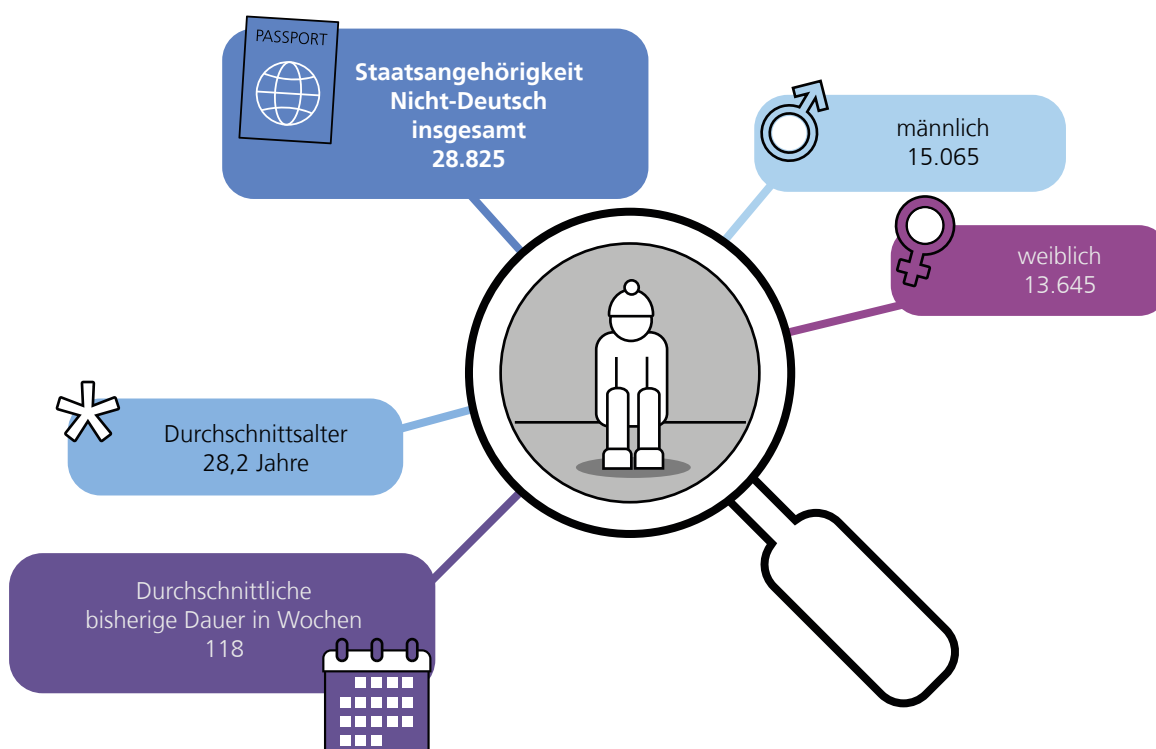 PASSPORT
Staatsangehörigkeit
Nicht-Deutsch
insgesamt
28.825
männlich
15.065
weiblich
13.645
Durchschnittsalter
28,2 Jahre
Durchschnittliche
bisherige Dauer in Wochen
118